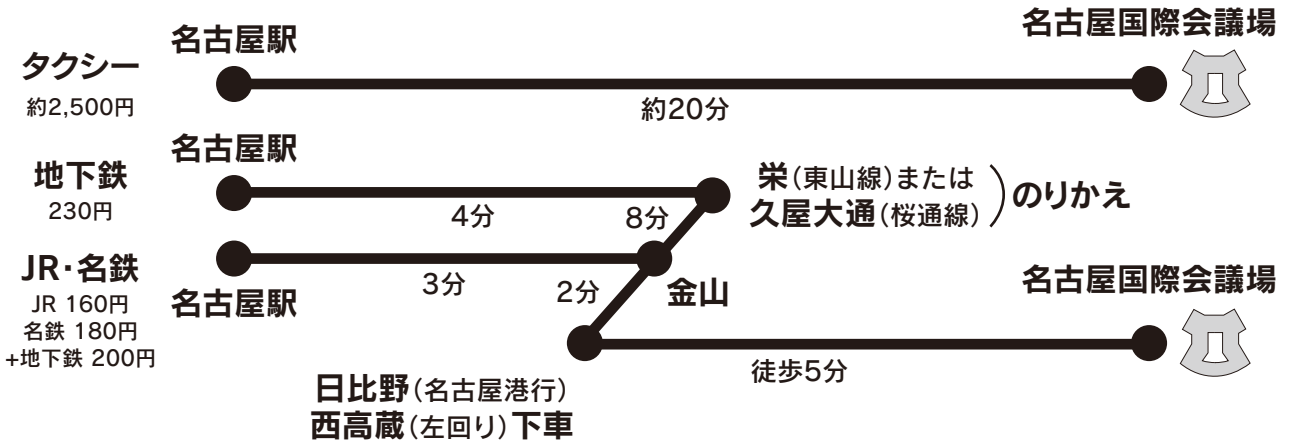 タクシー
約2,500円
名古屋駅
約20分
名古屋国際会議場
地下鉄
230円
名古屋駅
4分
8分
栄(東山線)または
久屋大通(桜通線)
のりかえ
JR・名鉄
JR 160円
名鉄 180円
+地下鉄 200円
名古屋駅
3分
2分
金山
日比野(名古屋港行)
西高蔵(左回り)下車
徒歩5分
名古屋国際会議場